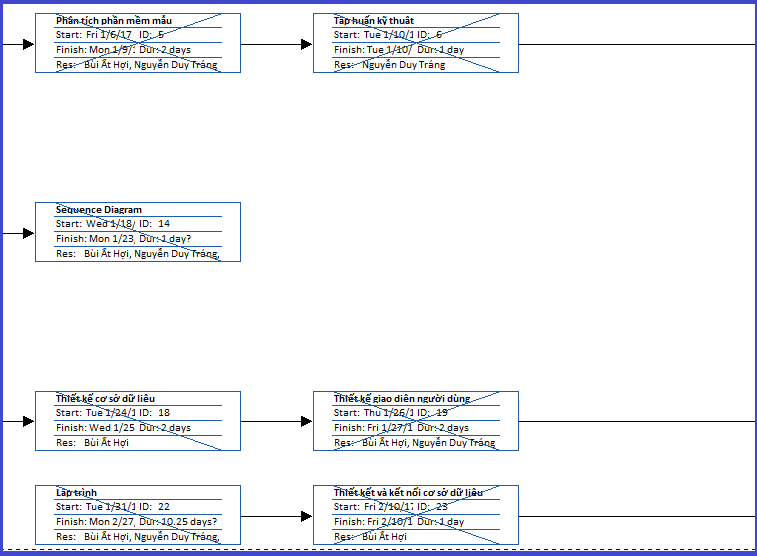 Phân tích phần mềm mẫu
Start: Fri 1/6/17 ID: 5
Finish: Mon 1/9/ Dur: 2 days
Res: Bùi Ất Hợi, Nguyễn Duy Tráng
Tập huấn kỹ thuật
Start: Tue 1/10/1 ID: 6
Finish: Tue 1/10/ Dur: 1 day
Res: Nguyễn Duy Tráng
Sequence Diagram
Start: Wed 1/18/ ID: 14
Finish: Mon 1/23, Dur: 1 day?
Res: Bùi Ất Hợi, Nguyễn Duy Tráng,
Thiết kế cơ sở dữ liệu
Start: Tue 1/24/1 ID: 18
Finish: Wed 1/25 Dur: 2 days
Res: Bùi Ất Hợi
Thiết kế giao diện người dùng
Start: Thu 1/26/1 ID: 19
Finish: Fri 1/27/1 Dur: 2 days
Res: Bùi Ất Hợi, Nguyễn Duy Tráng
Lập trình
Start: Tue 1/31/1 ID: 22
Finish: Mon 2/27, Dur: 10.25 days?
Res: Bùi Ất Hợi, Nguyễn Duy Tráng,
Thiết kết và kết nối cơ sở dữ liệu
Start: Fri 2/10/17 ID: 23
Finish: Fri 2/10/1 Dur: 1 day
Res: Bùi Ất Hợi